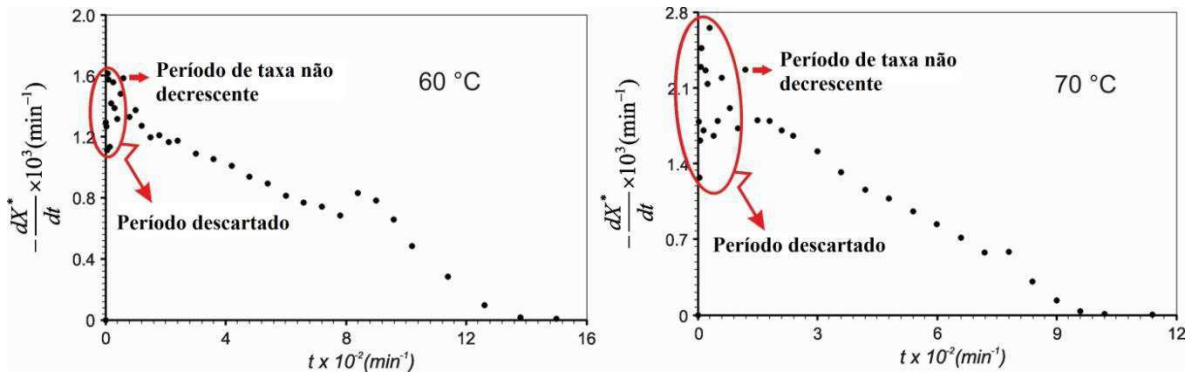 2.0
1.6
1.2
0.8
0.4
0
0
4
8
12
16
-dX*/dt ×10³(min⁻¹)
t x 10⁻²(min⁻¹)
60 °C
Período de taxa não
decrescente
Período descartado
2.8
2.1
1.4
0.7
0
0
3
6
9
12
-dX*/dt ×10³(min⁻¹)
t x 10⁻²(min⁻¹)
70 °C
Período de taxa não
decrescente
Período descartado